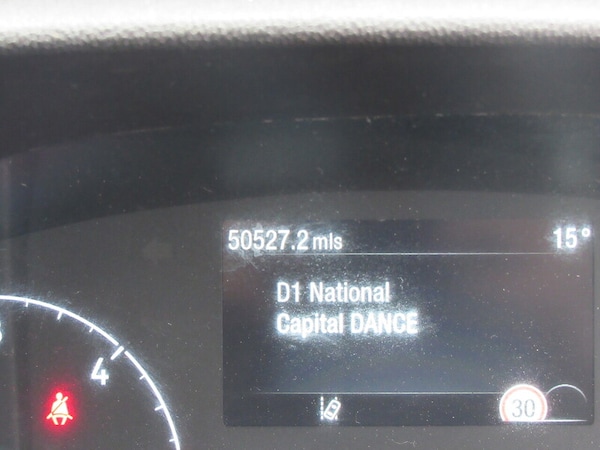 50527.2 mls 15°
D1 National
Capital DANCE
4
30